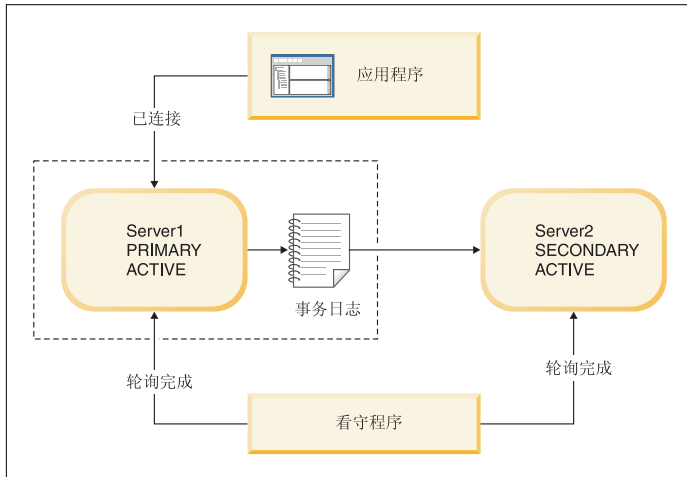 应用程序
已连接
Server1
PRIMARY
ACTIVE
事务日志
Server2
SECONDARY
ACTIVE
轮询完成
轮询完成
看守程序